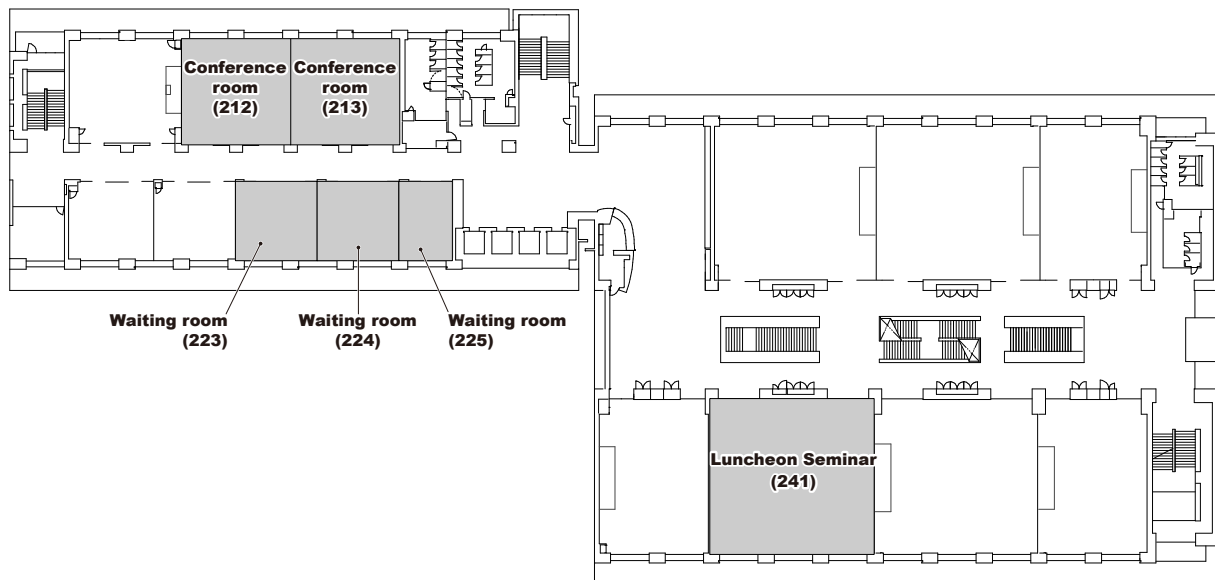 Conference
room
(212)
Conference
room
(213)
Waiting room
(223)
Waiting room
(224)
Waiting room
(225)
Luncheon Seminar
(241)